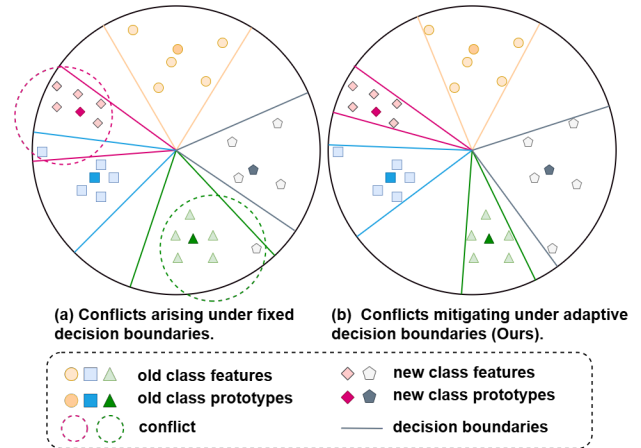 (a) Conflicts arising under fixed
decision boundaries.
(b) Conflicts mitigating under adaptive
decision boundaries (Ours).
old class features
new class features
old class prototypes
new class prototypes
conflict
decision boundaries